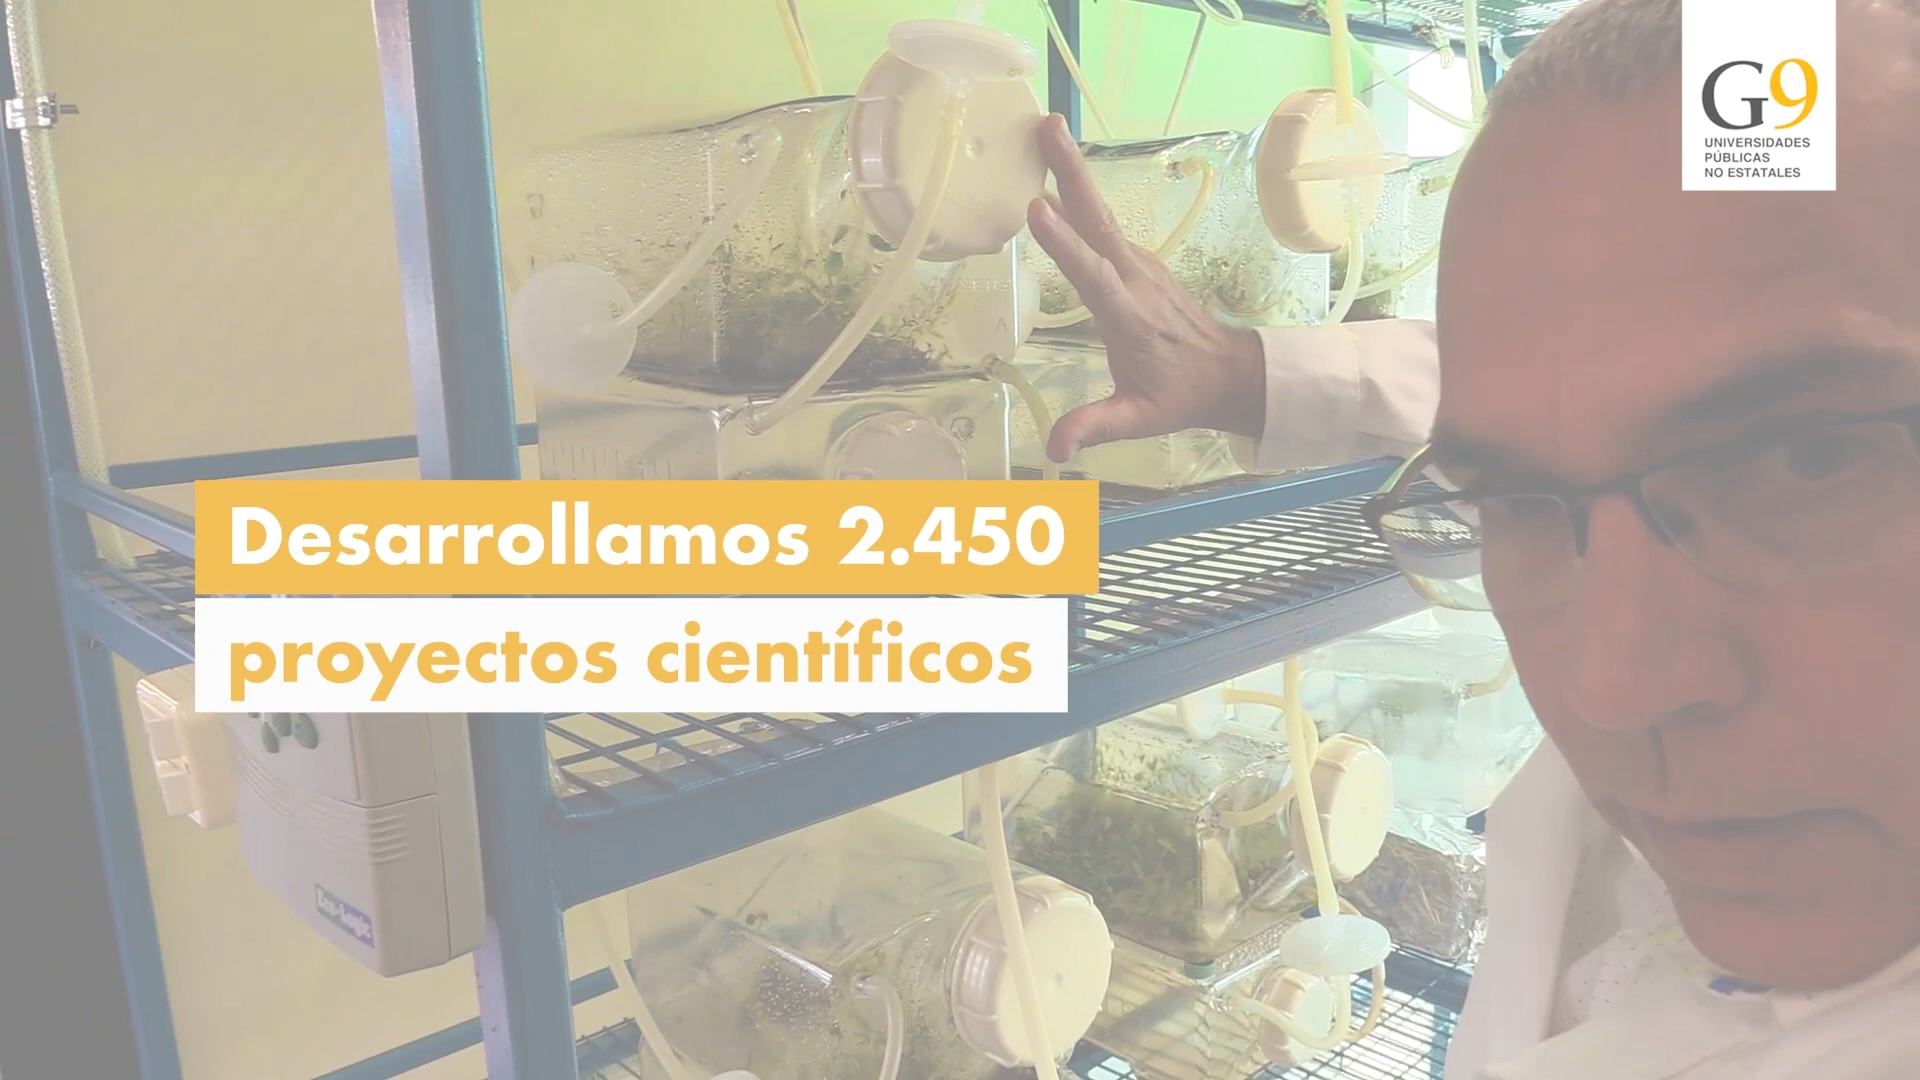 G9
UNIVERSIDADES
PÚBLICAS
NO ESTATALES
Desarrollamos 2.450
proyectos científicos